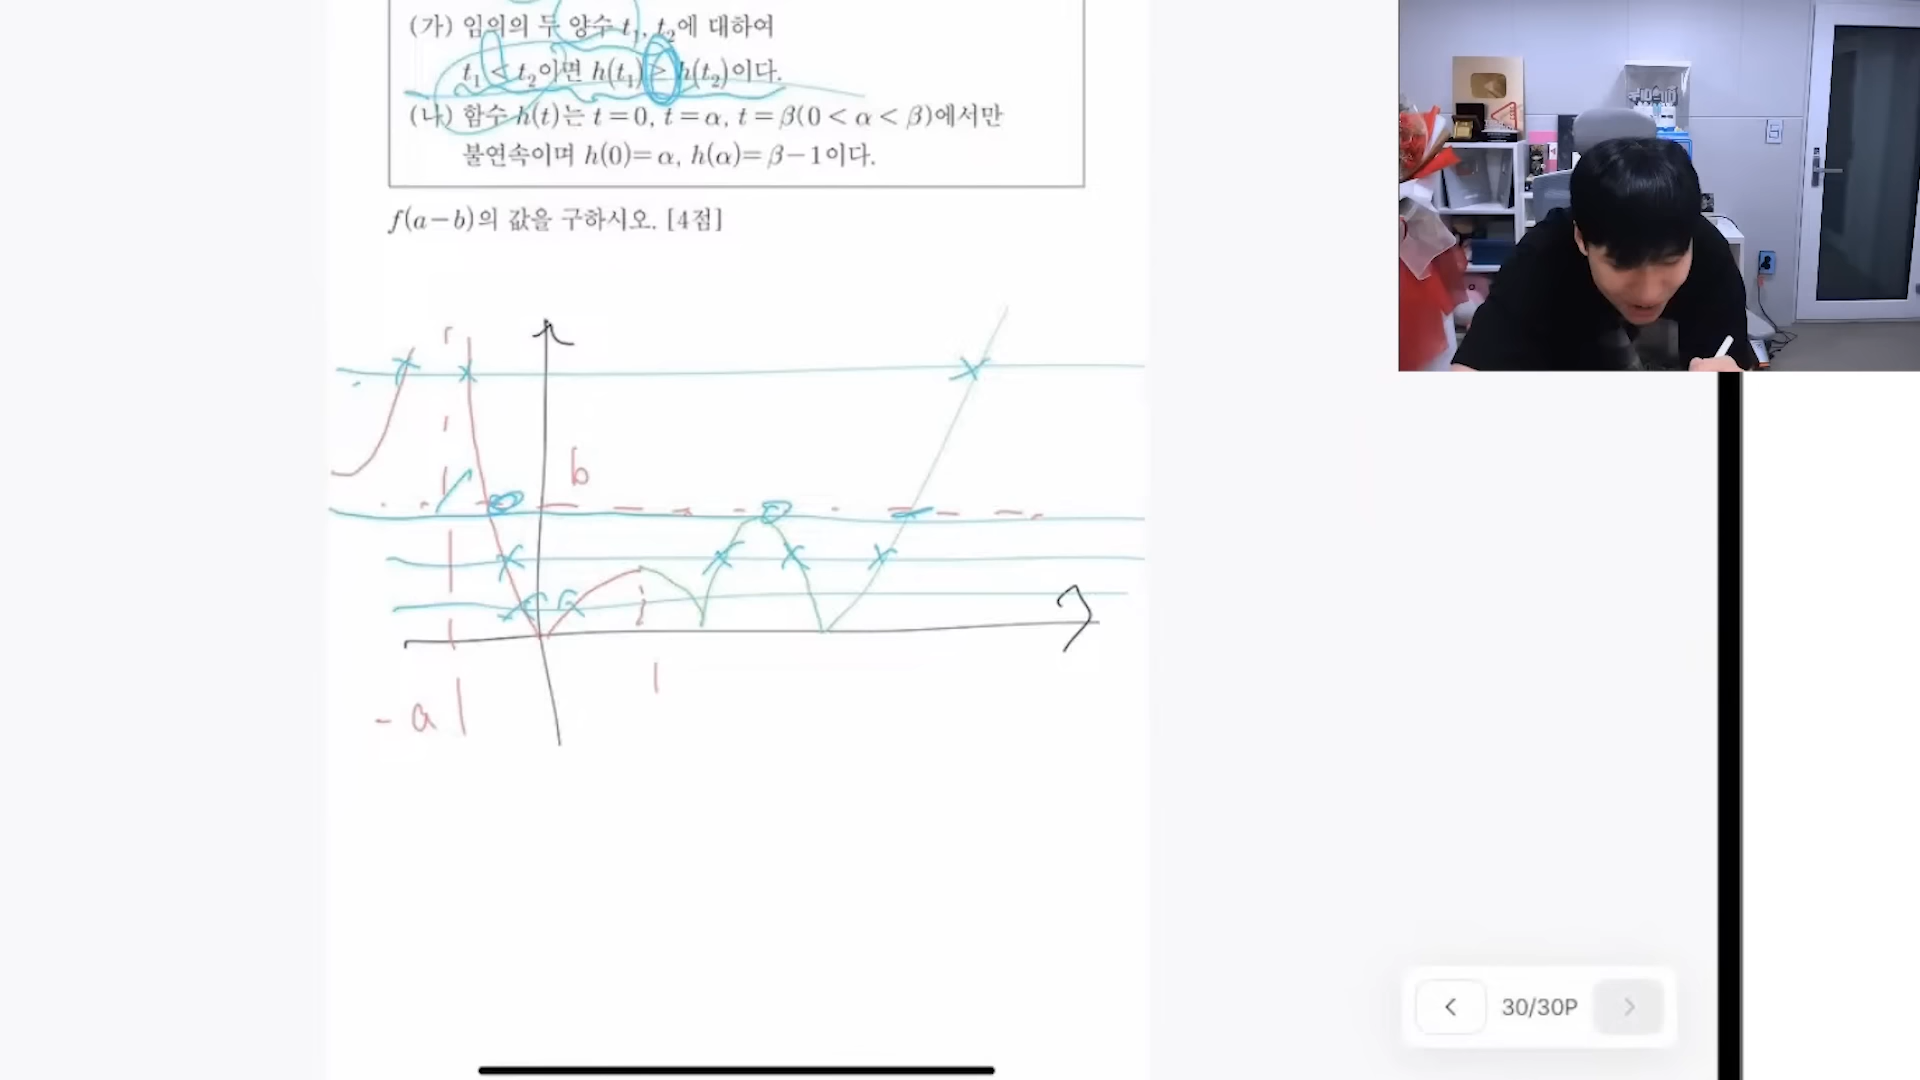 (가) 임의의 두 양수 t₁, t₂에 대하여
t₁ < t₂이면 h(t₁) ≥ h(t₂)이다.
(나) 함수 h(t)는 t=0, t=α, t=β(0<α<β)에서만
불연속이며 h(0)=α, h(α)=β−1이다.
f(a−b)의 값을 구하시오. [4점]
b
1
- a
30/30P